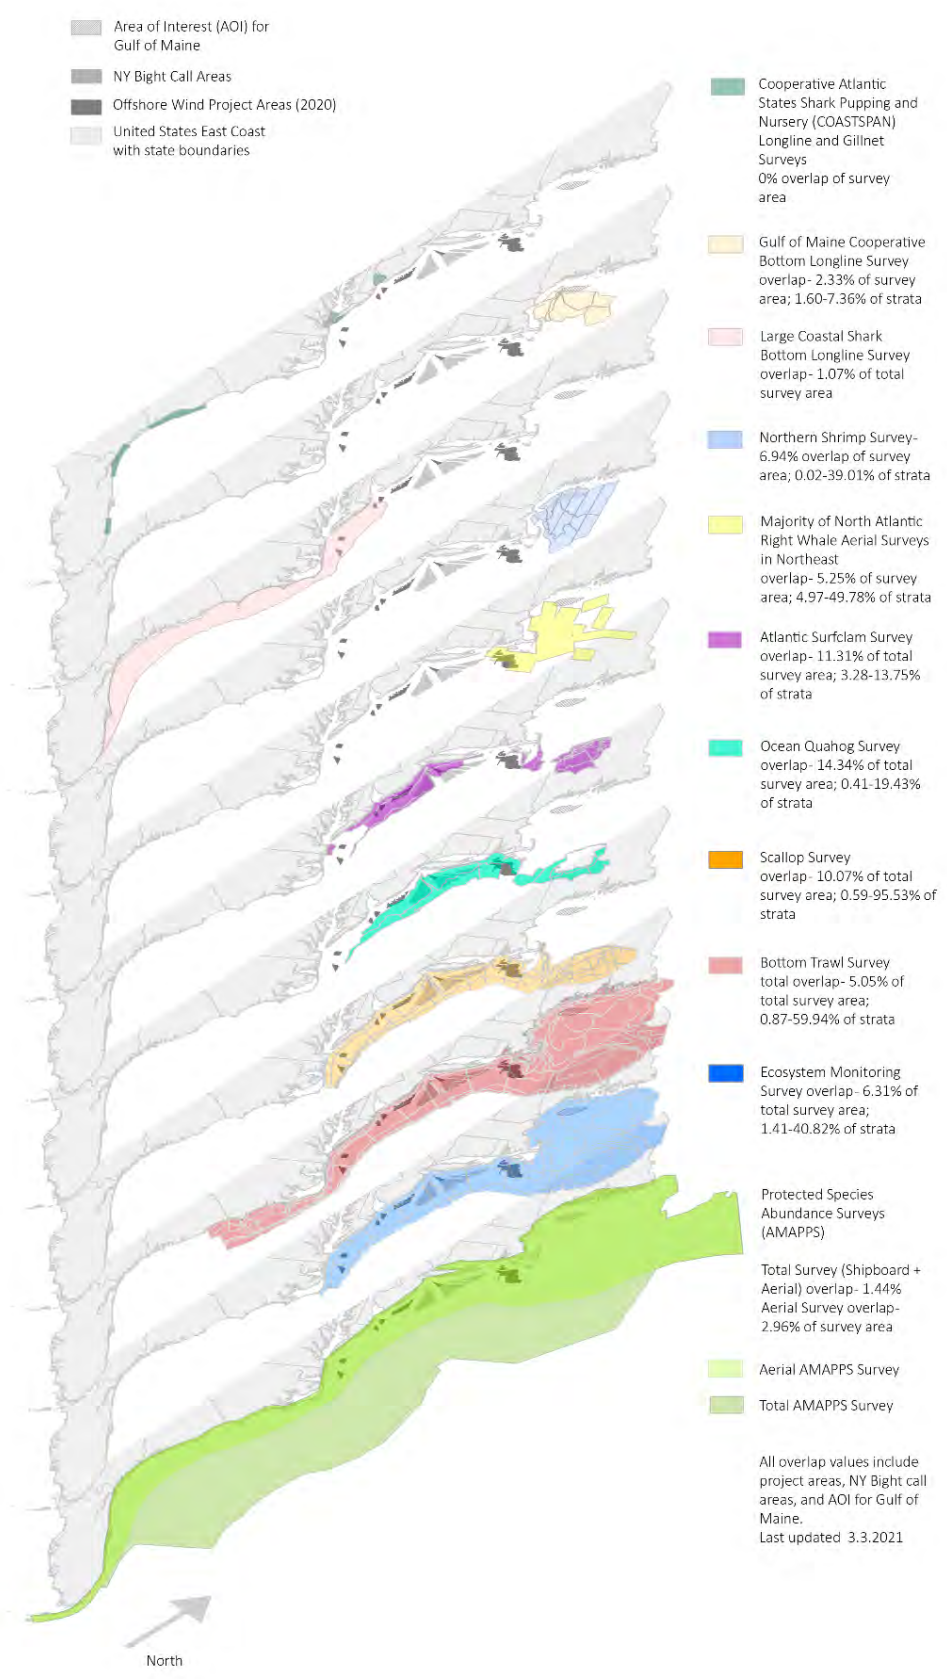 Area of Interest (AOI) for
Gulf of Maine
NY Bight Call Areas
Offshore Wind Project Areas (2020)
United States East Coast
with state boundaries
Cooperative Atlantic
States Shark Pupping and
Nursery (COASTSPAN)
Longline and Gillnet
Surveys
0% overlap of survey
area
Gulf of Maine Cooperative
Bottom Longline Survey
overlap- 2.33% of survey
area; 1.60-7.36% of strata
Large Coastal Shark
Bottom Longline Survey
overlap- 1.07% of total
survey area
Northern Shrimp Survey-
6.94% overlap of survey
area; 0.02-39.01% of strata
Majority of North Atlantic
Right Whale Aerial Surveys
in Northeast
overlap- 5.25% of survey
area; 4.97-49.78% of strata
Atlantic Surfclam Survey
overlap- 11.31% of total
survey area; 3.28-13.75%
of strata
Ocean Quahog Survey
overlap- 14.34% of total
survey area; 0.41-19.43%
of strata
Scallop Survey
overlap- 10.07% of total
survey area; 0.59-95.53% of
strata
Bottom Trawl Survey
total overlap- 5.05% of
total survey area;
0.87-59.94% of strata
Ecosystem Monitoring
Survey overlap- 6.31% of
total survey area;
1.41-40.82% of strata
Protected Species
Abundance Surveys
(AMAPPS)
Total Survey (Shipboard +
Aerial) overlap- 1.44%
Aerial Survey overlap-
2.96% of survey area
Aerial AMAPPS Survey
Total AMAPPS Survey
All overlap values include
project areas, NY Bight call
areas, and AOI for Gulf of
Maine.
Last updated 3.3.2021
North